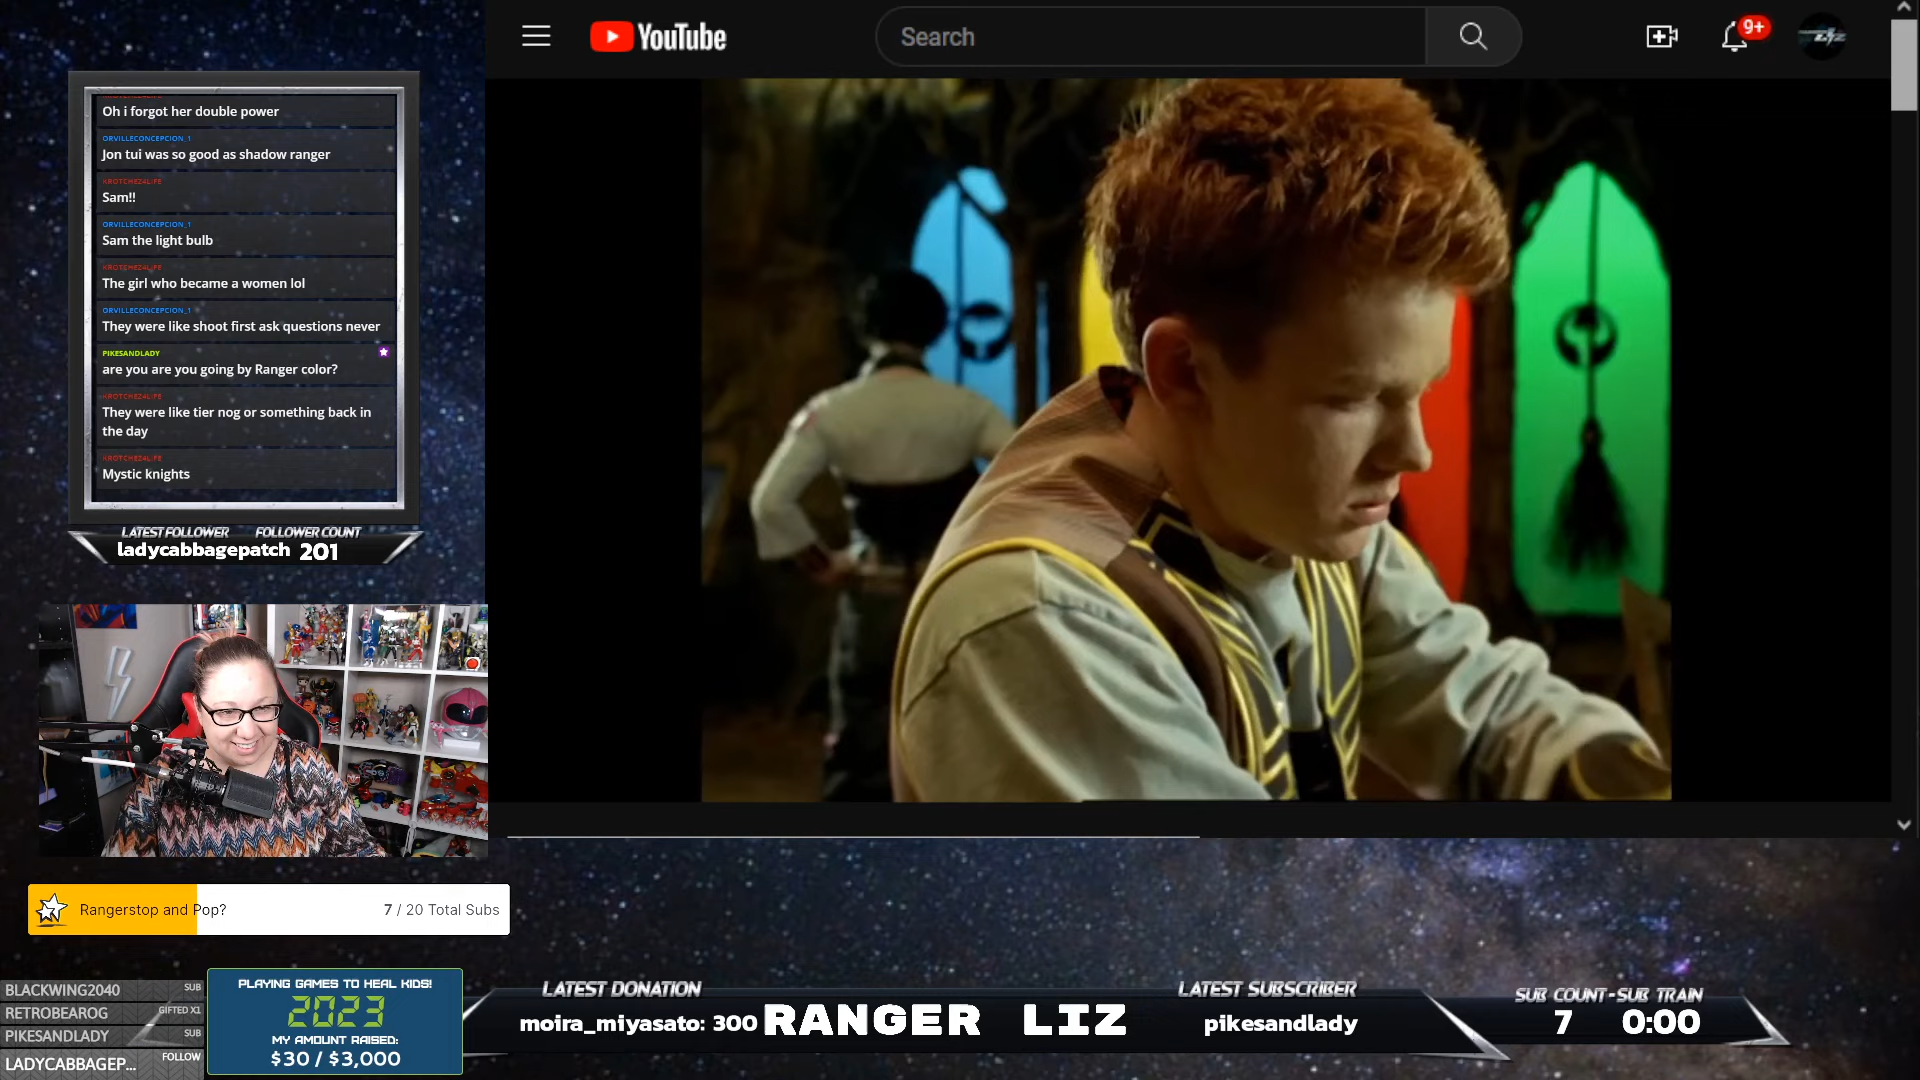 YouTube
Search
9+
Oh i forgot her double power
ORVILLECONCEPCION_1
Jon tui was so good as shadow ranger
KROTCHE24LIFE
Sam!!
ORVILLECONCEPCION_1
Sam the light bulb
KROTCHE24LIFE
The girl who became a women lol
ORVILLECONCEPCION_1
They were like shoot first ask questions never
PIKESANDLADY
are you are you going by Ranger color?
KROTCHE24LIFE
They were like tier nog or something back in
the day
KROTCHE24LIFE
Mystic knights
LATEST FOLLOWER FOLLOWER COUNT
ladycabbagepatch 201
Rangerstop and Pop? 7 / 20 Total Subs
BLACKWING2040 SUB
RETROBEAROG GIFTED X1
PIKESANDLADY SUB
LADYCABBAGEP... FOLLOW
PLAYING GAMES TO HEAL KIDS!
2023
MY AMOUNT RAISED:
$30 / $3,000
LATEST DONATION
moira_miyasato: 300
RANGER LIZ
LATEST SUBSCRIBER
pikesandlady
SUB COUNT-SUB TRAIN
7 0:00